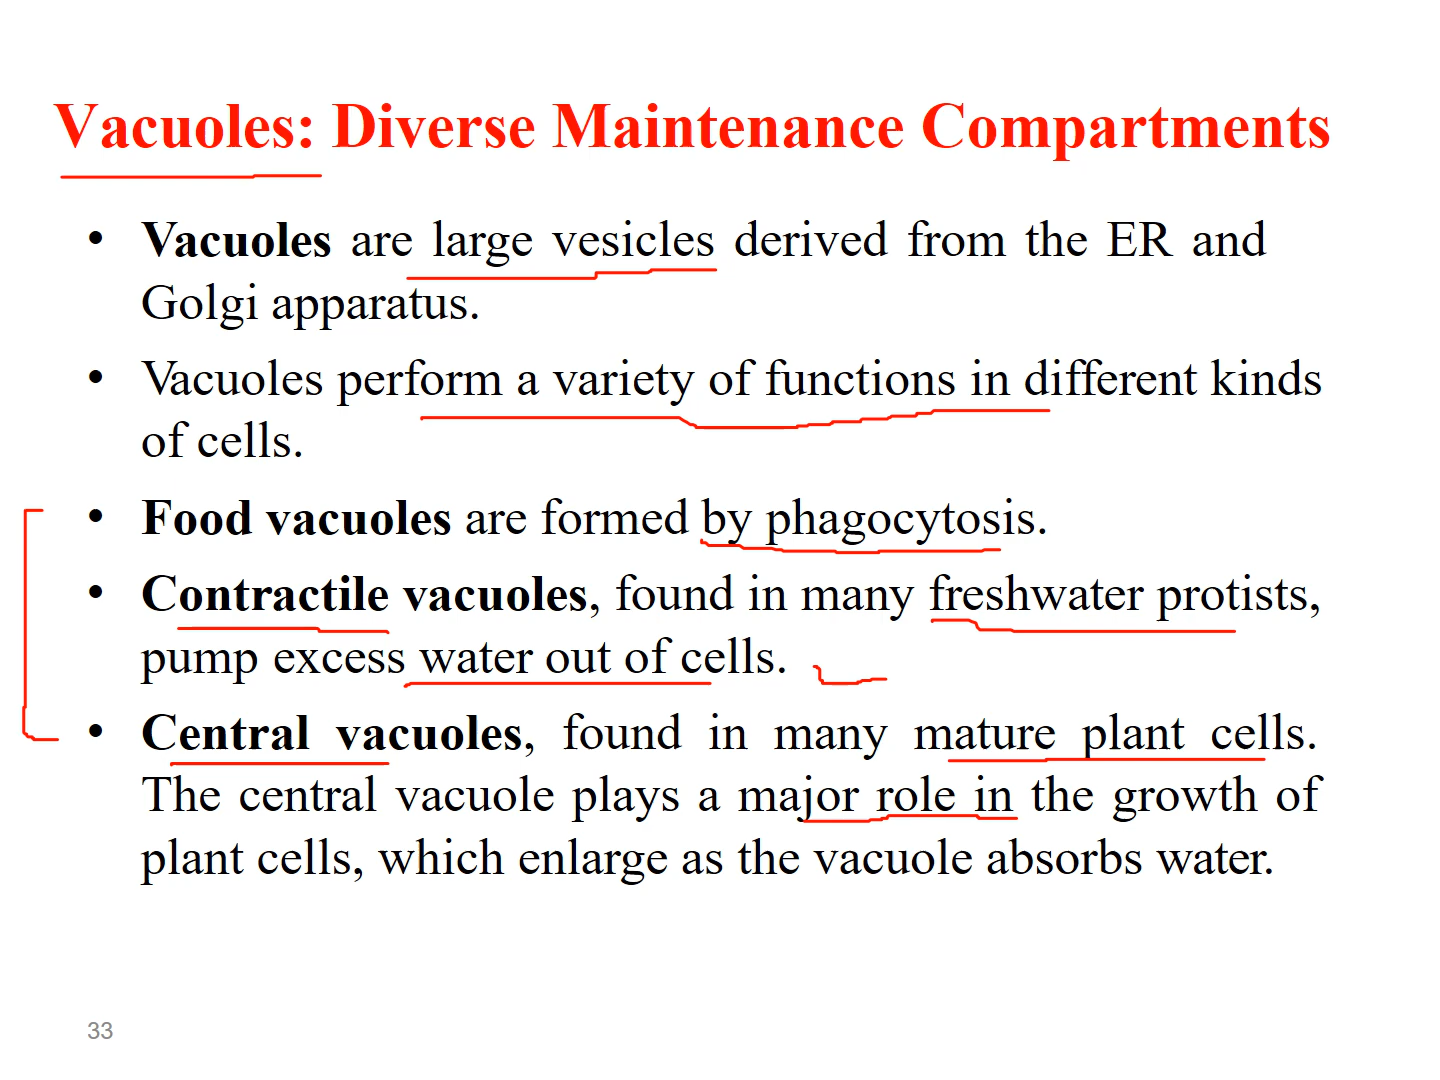 Vacuoles: Diverse Maintenance Compartments
• Vacuoles are large vesicles derived from the ER and
Golgi apparatus.
• Vacuoles perform a variety of functions in different kinds
of cells.
• Food vacuoles are formed by phagocytosis.
• Contractile vacuoles, found in many freshwater protists,
pump excess water out of cells.
• Central vacuoles, found in many mature plant cells.
The central vacuole plays a major role in the growth of
plant cells, which enlarge as the vacuole absorbs water.
33